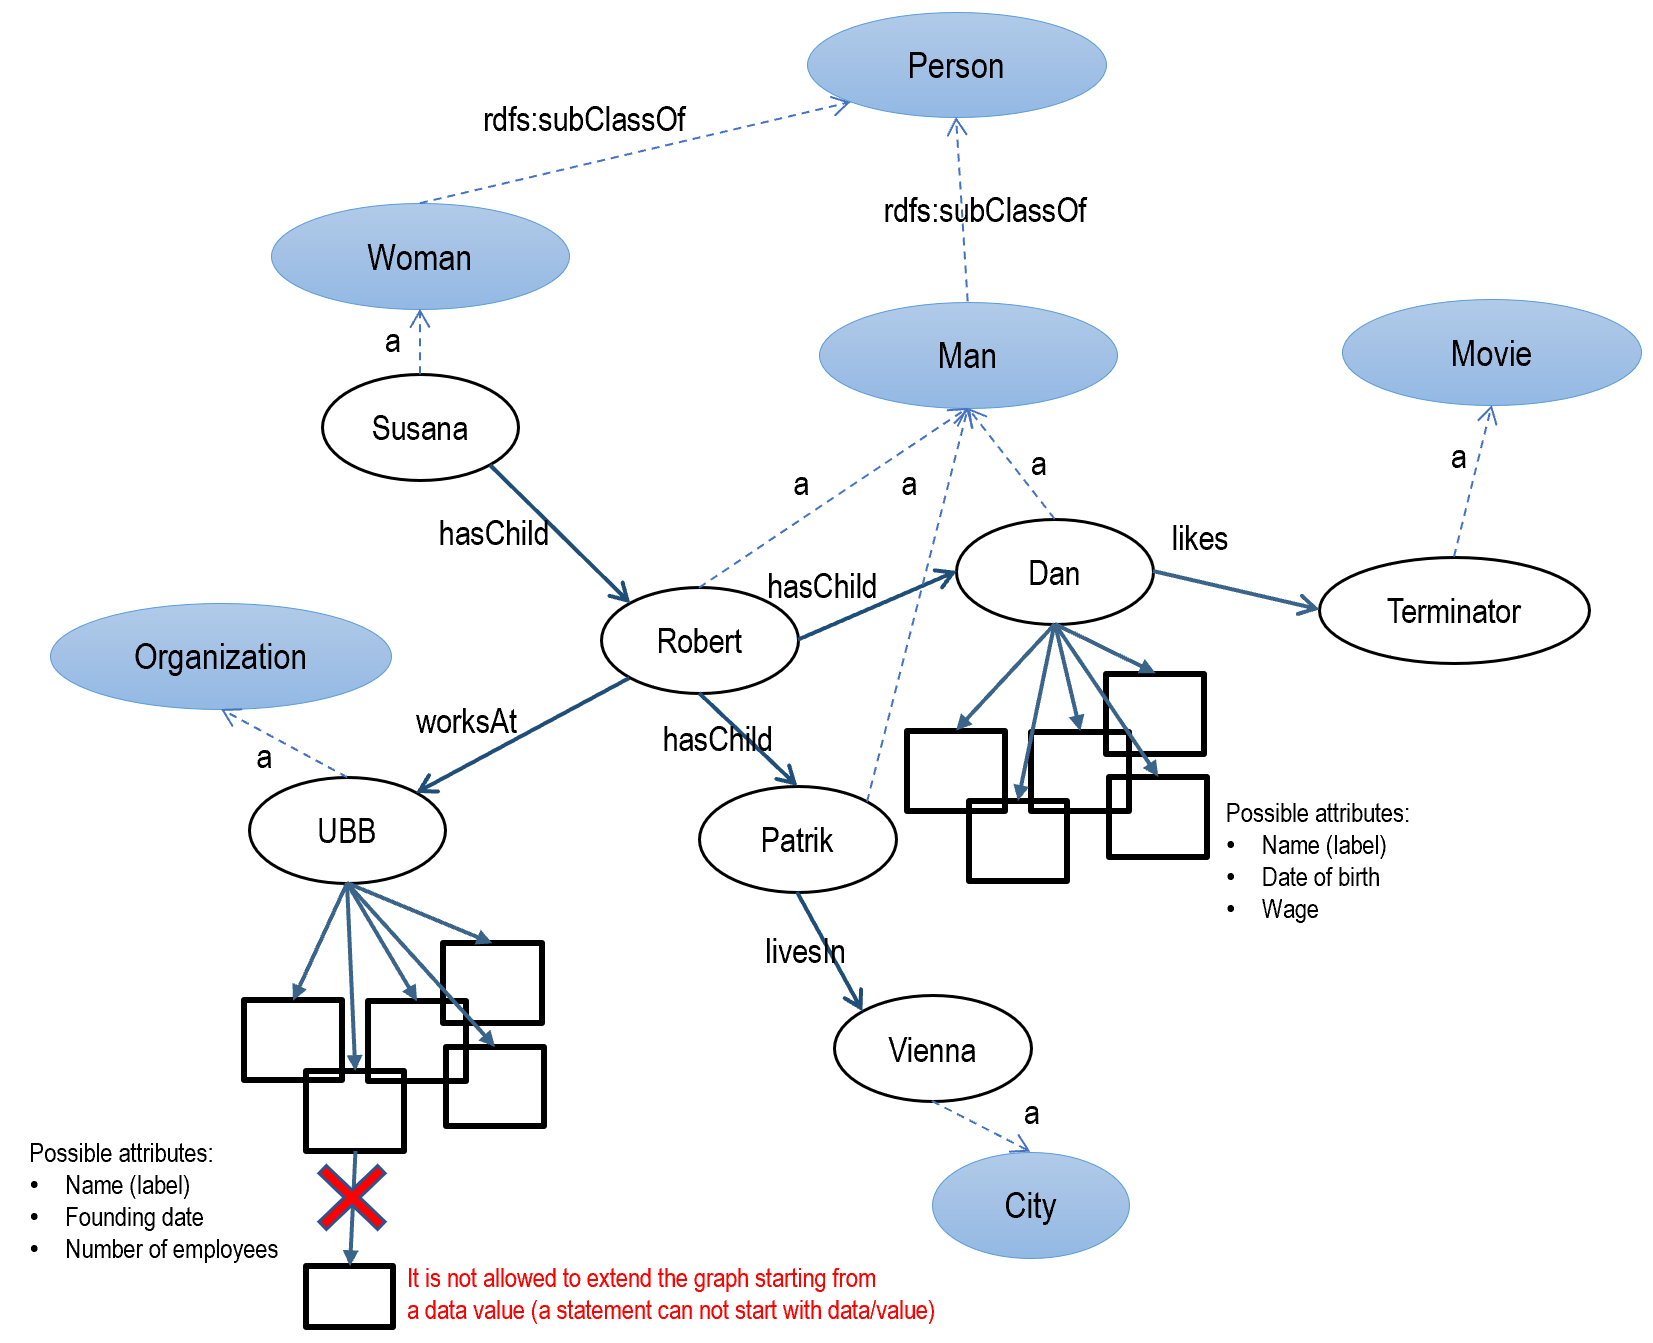 Person
rdfs:subClassOf
rdfs:subClassOf
Woman
a
Man
Movie
Susana
a
a
a
a
hasChild
likes
hasChild
Dan
Terminator
Robert
Organization
worksAt
hasChild
a
UBB
Patrik
Possible attributes:
• Name (label)
• Date of birth
• Wage
livesIn
Vienna
a
Possible attributes:
• Name (label)
• Founding date
• Number of employees
City
It is not allowed to extend the graph starting from
a data value (a statement can not start with data/value)